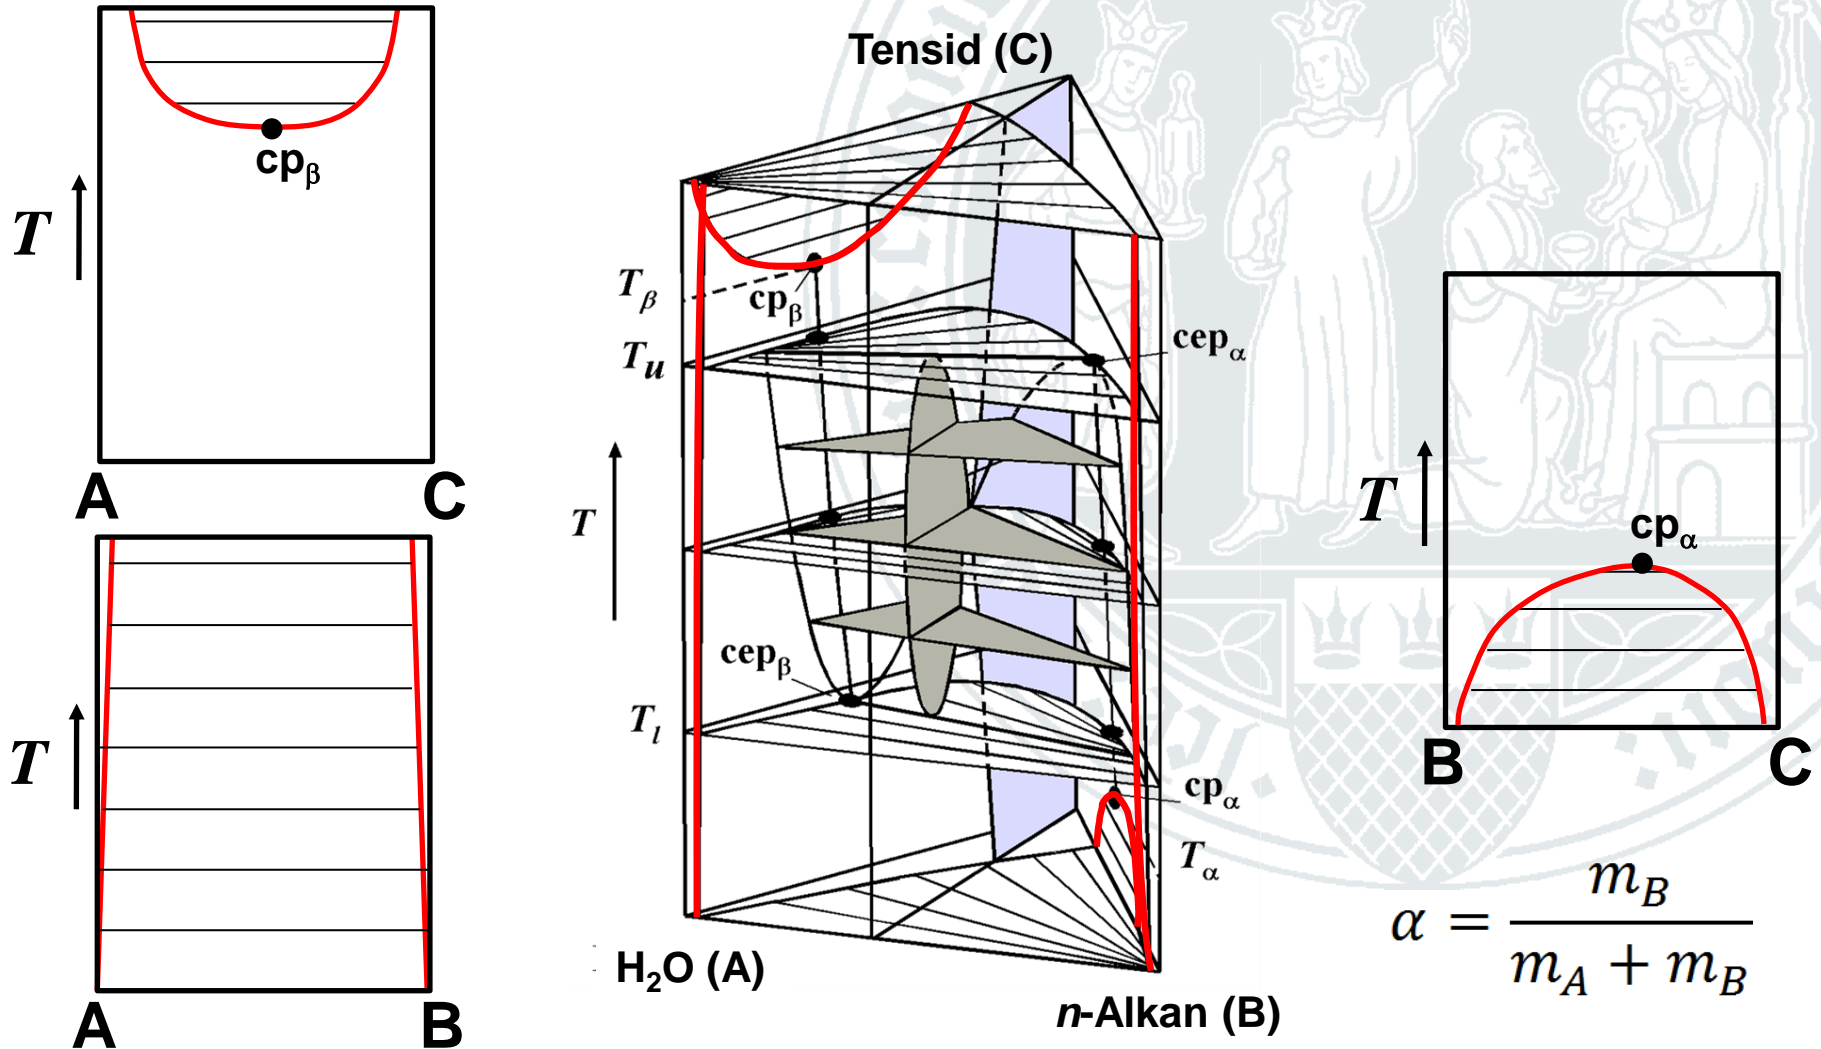 Tensid (C)
cpβ
T
A
C
T
A
B
Tβ
cpβ
Tu
cepα
T
cepβ
Tl
cpα
Tα
H2O (A)
n-Alkan (B)
T
cpα
B
C
α = mB / (mA + mB)